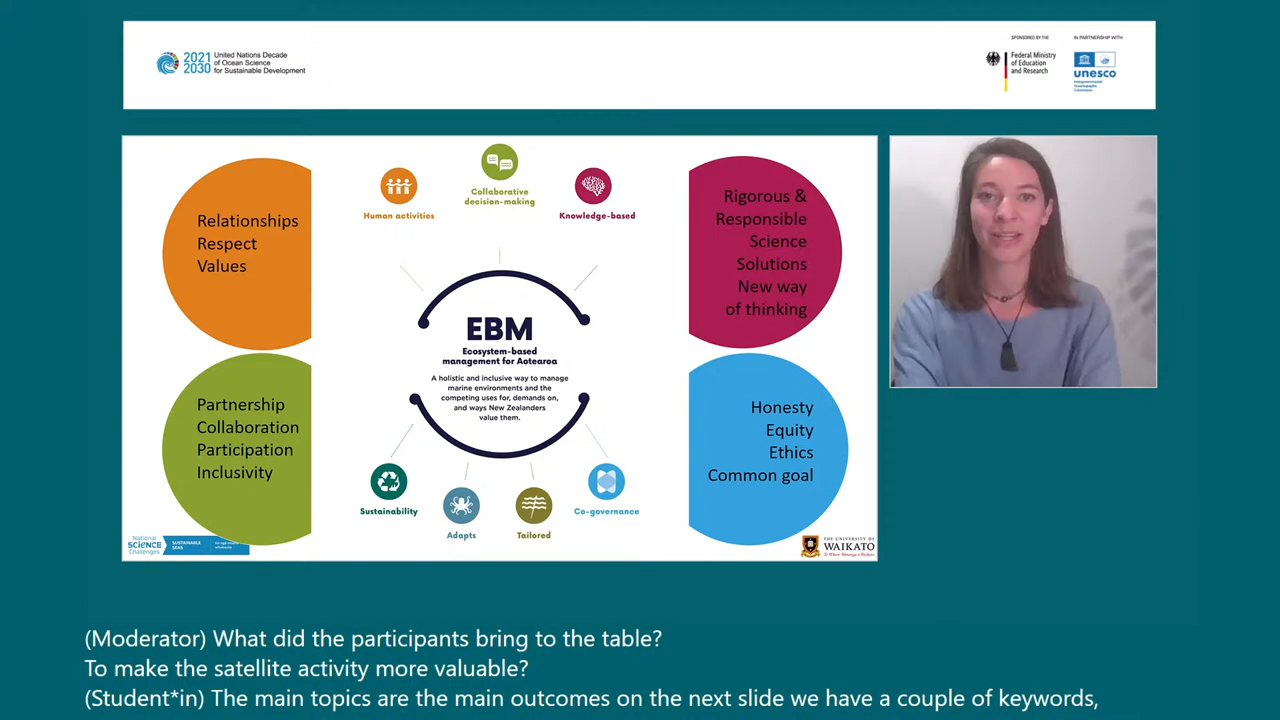 2021
2030
United Nations Decade
of Ocean Science
for Sustainable Development
SPONSORED BY THE
Federal Ministry
of Education
and Research
IN PARTNERSHIP WITH
unesco
Intergovernmental
Oceanographic
Commission
Relationships
Respect
Values
Human activities
Collaborative
decision-making
Knowledge-based
Rigorous &
Responsible
Science
Solutions
New way
of thinking
EBM
Ecosystem-based
management for Aotearoa
A holistic and inclusive way to manage
marine environments and the
competing uses for, demands on,
and ways New Zealanders
value them.
Partnership
Collaboration
Participation
Inclusivity
Honesty
Equity
Ethics
Common goal
Sustainability
Adapts
Tailored
Co-governance
National
SCIENCE
Challenges
SUSTAINABLE
SEAS
THE UNIVERSITY OF
WAIKATO
(Moderator) What did the participants bring to the table?
To make the satellite activity more valuable?
(Student*in) The main topics are the main outcomes on the next slide we have a couple of keywords,